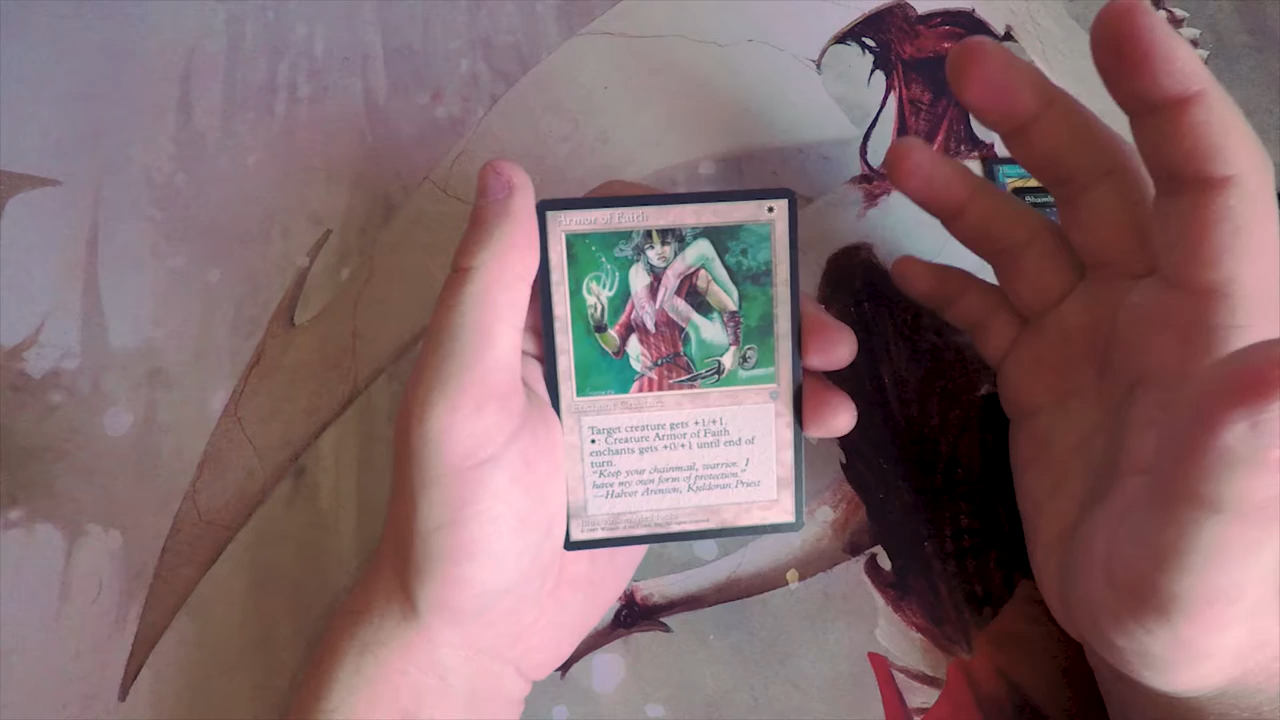 Armor of Faith
Target creature gets +1/+1.
: Creature Armor of Faith
enchants gets +0/+1 until end of
turn.
"Keep your chainmail, warrior. I
have my own form of protection."
—Halvor Arenson, Kjeldoran Priest
Shamb